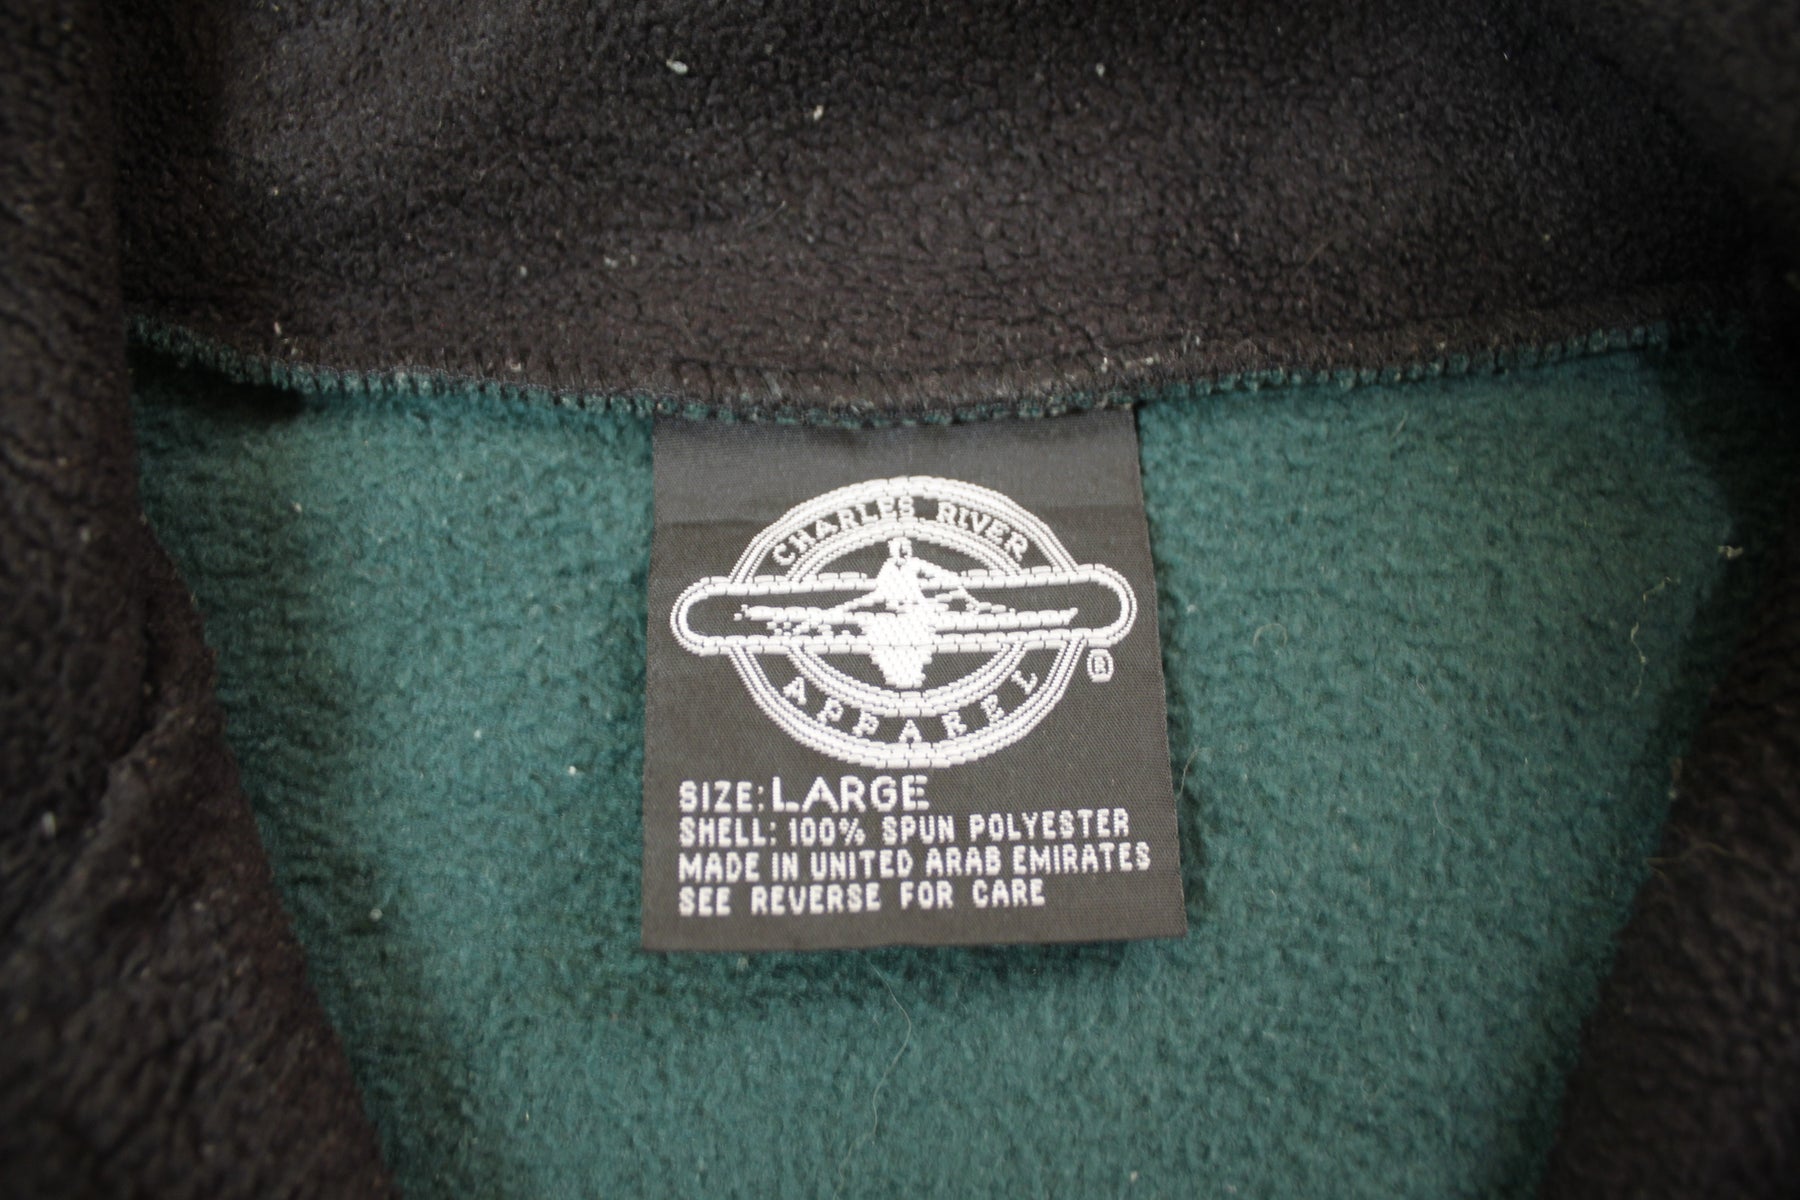 CHARLES RIVER
APPAREL
®
SIZE: LARGE
SHELL: 100% SPUN POLYESTER
MADE IN UNITED ARAB EMIRATES
SEE REVERSE FOR CARE